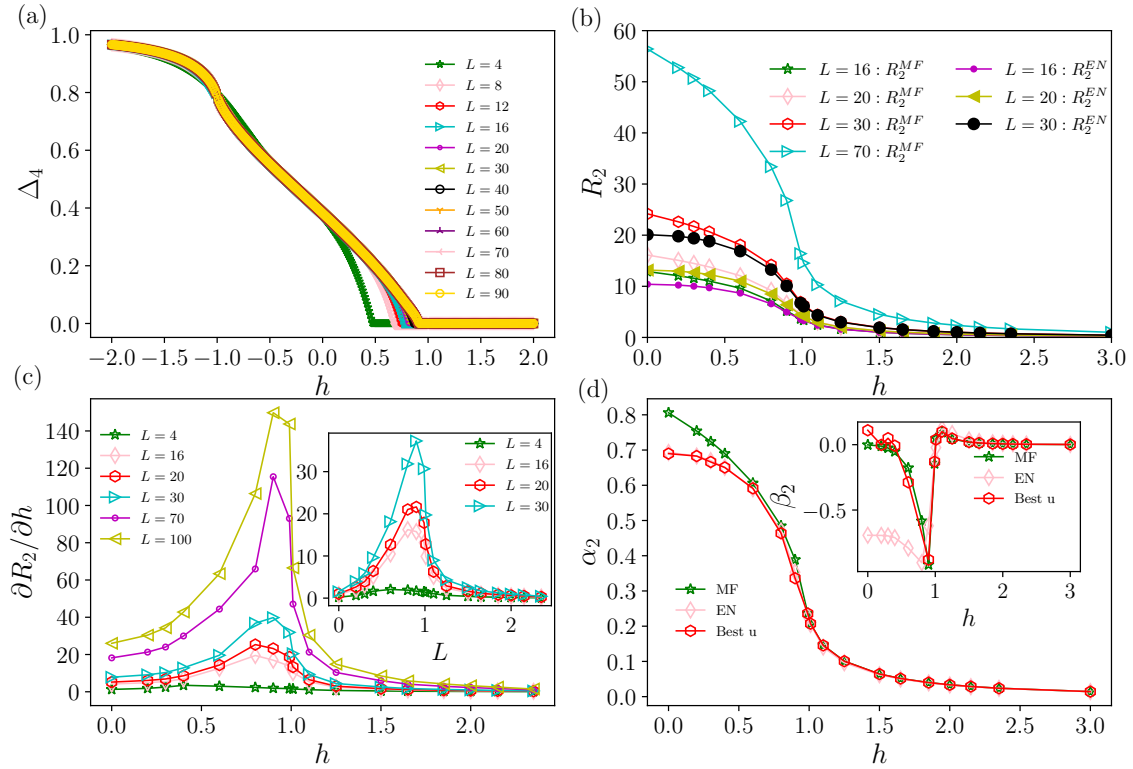 (a)
1.0
0.8
0.6
0.4
0.2
0.0
Δ₄
−2.0 −1.5 −1.0 −0.5 0.0 0.5 1.0 1.5 2.0
h
L = 4
L = 8
L = 12
L = 16
L = 20
L = 30
L = 40
L = 50
L = 60
L = 70
L = 80
L = 90
(b)
60
50
40
30
20
10
0
R₂
0.0 0.5 1.0 1.5 2.0 2.5 3.0
h
L = 16 : R₂^{MF}
L = 20 : R₂^{MF}
L = 30 : R₂^{MF}
L = 70 : R₂^{MF}
L = 16 : R₂^{EN}
L = 20 : R₂^{EN}
L = 30 : R₂^{EN}
(c)
140
120
100
80
60
40
20
0
∂R₂/∂h
0.0 0.5 1.0 1.5 2.0
h
L = 4
L = 16
L = 20
L = 30
L = 70
L = 100
30
20
10
0
0 1 2
L
L = 4
L = 16
L = 20
L = 30
(d)
0.8
0.7
0.6
0.5
0.4
0.3
0.2
0.1
0.0
α₂
0.0 0.5 1.0 1.5 2.0 2.5 3.0
h
MF
EN
Best u
0.0
−0.5
β₂
0 1 2 3
h
MF
EN
Best u